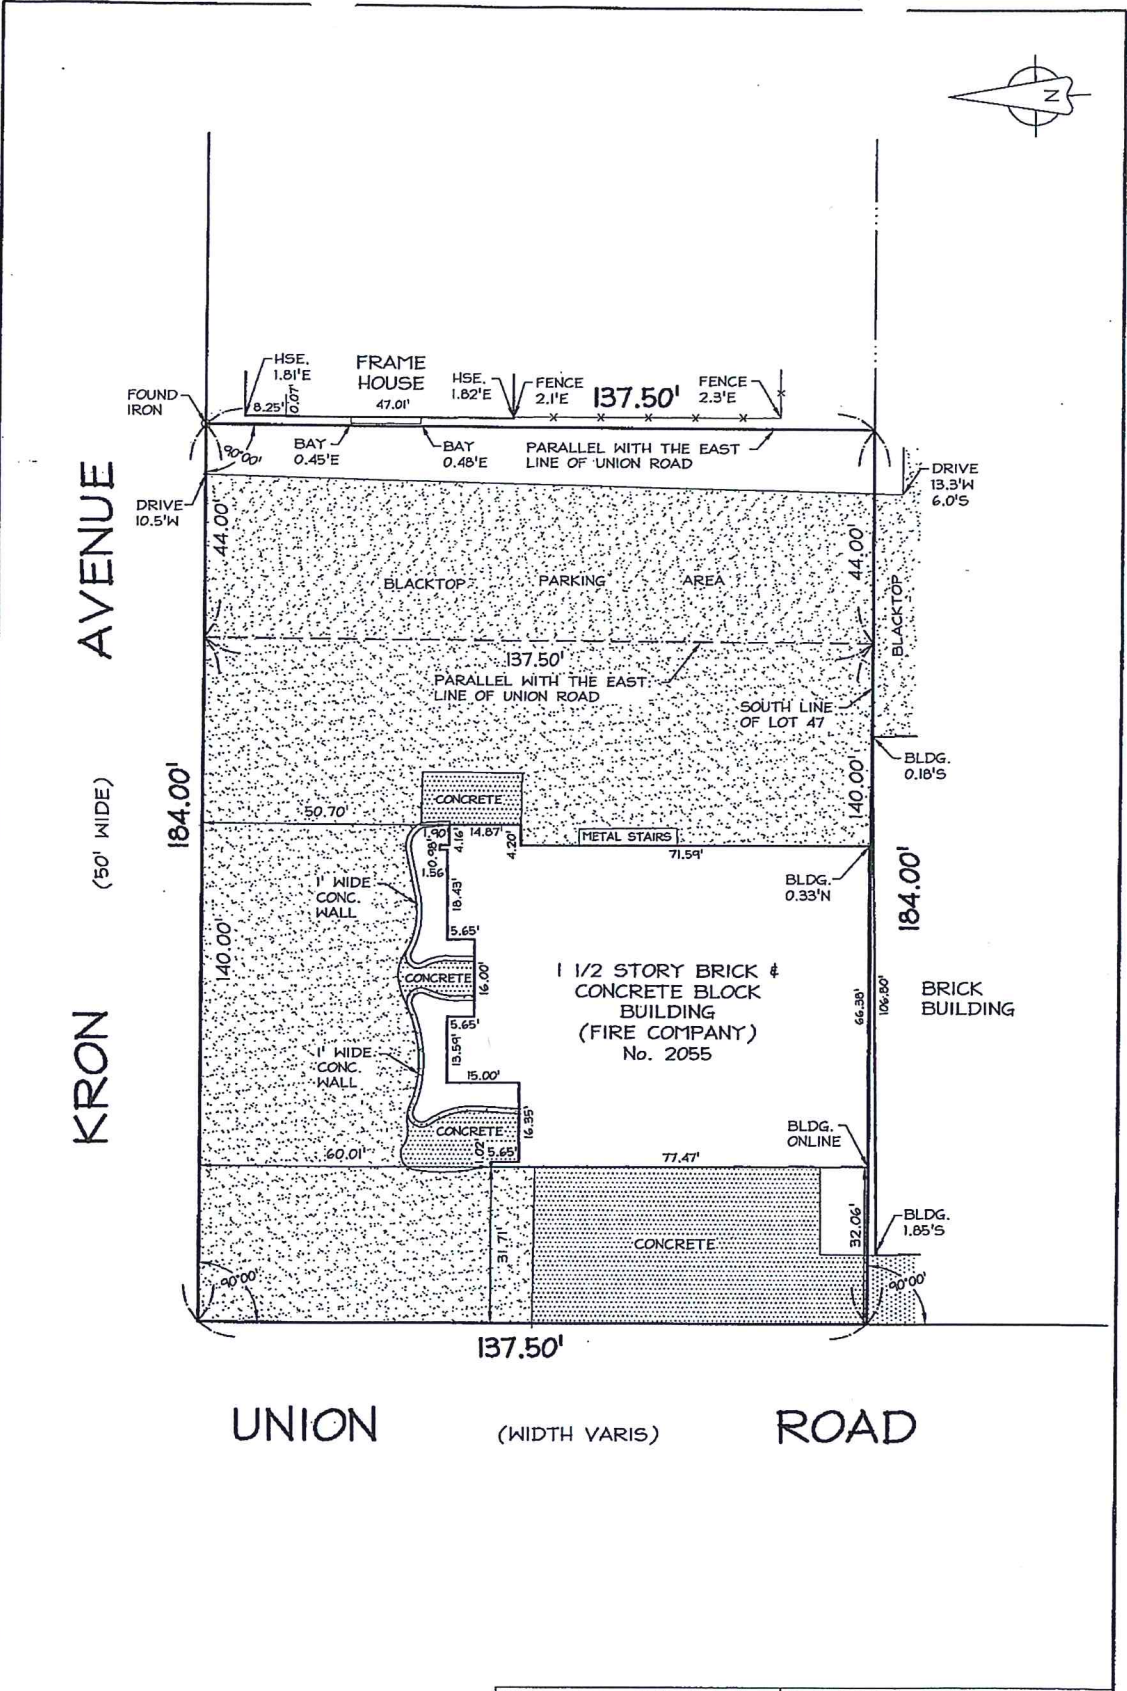 N
HSE.
1.81'E
FRAME
HOUSE
HSE.
1.82'E
FENCE
2.1'E
137.50'
FENCE
2.3'E
FOUND
IRON
8.25'
0.07'
47.01'
90°00'
BAY
0.45'E
BAY
0.48'E
PARALLEL WITH THE EAST
LINE OF UNION ROAD
DRIVE
13.3'W
6.0'S
DRIVE
10.5'W
44.00'
44.00'
BLACKTOP PARKING AREA
BLACKTOP
137.50'
PARALLEL WITH THE EAST
LINE OF UNION ROAD
SOUTH LINE
OF LOT 47
BLDG.
0.18'S
KRON (50' WIDE) AVENUE
184.00'
140.00'
50.70'
CONCRETE
1.90'
4.16'
14.87'
4.20'
METAL STAIRS
71.59'
0.98'
1.56'
BLDG.
0.33'N
184.00'
1' WIDE
CONC.
WALL
18.43'
140.00'
5.65'
CONCRETE
16.00'
1 1/2 STORY BRICK &
CONCRETE BLOCK
BUILDING
(FIRE COMPANY)
No. 2055
66.38'
106.80'
BRICK
BUILDING
5.65'
13.59'
1' WIDE
CONC.
WALL
15.00'
CONCRETE
16.35'
BLDG.
ONLINE
60.01'
1.02'
5.65'
77.47'
31.71'
CONCRETE
32.06'
BLDG.
1.85'S
90°00'
90°00'
137.50'
UNION (WIDTH VARIS) ROAD